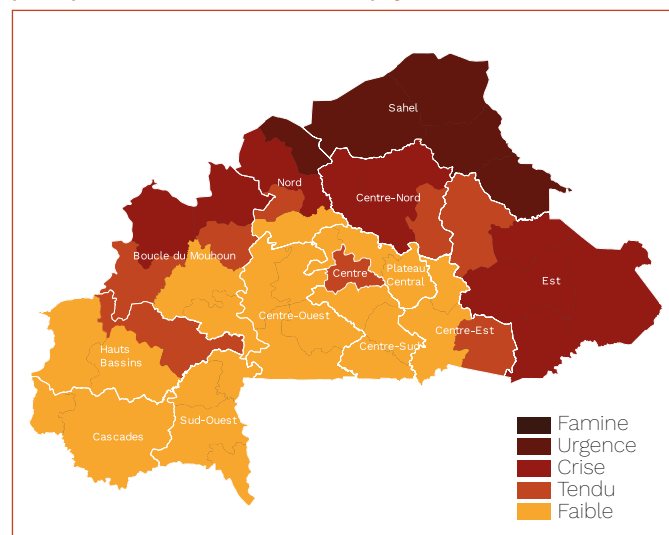 Sahel
Nord
Centre-Nord
Boucle du Mouhoun
Centre
Plateau
Central
Est
Centre-Ouest
Centre-Est
Centre-Sud
Hauts
Bassins
Sud-Ouest
Cascades
Famine
Urgence
Crise
Tendu
Faible